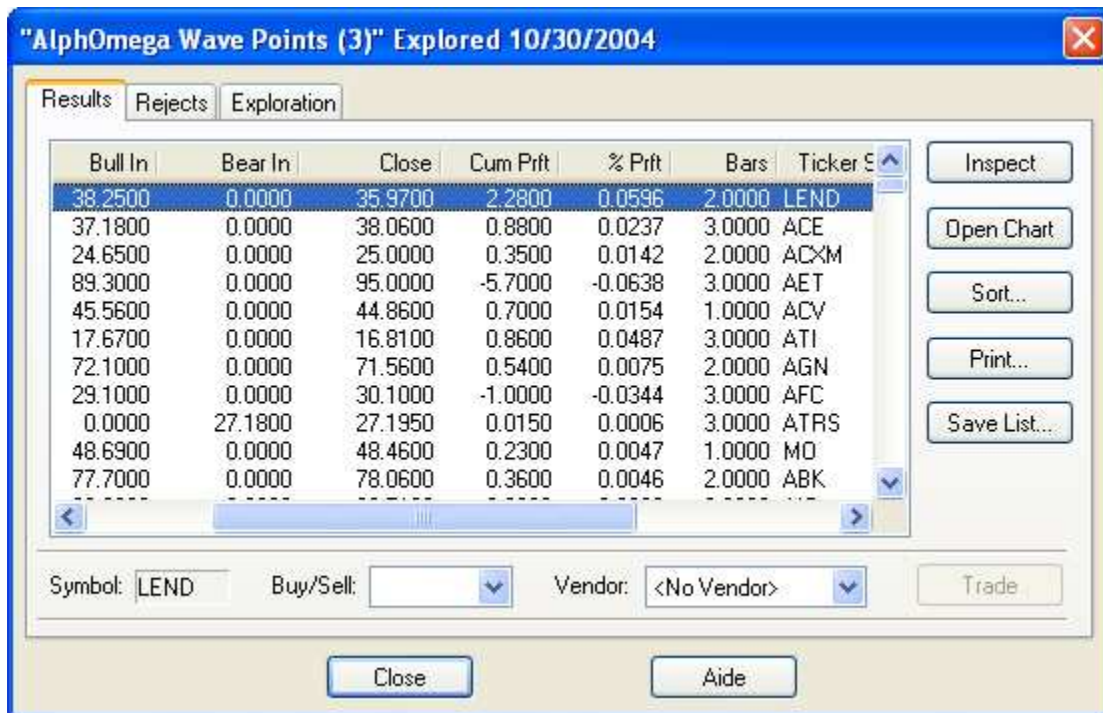 "AlphOmega Wave Points (3)" Explored 10/30/2004
Results Rejects Exploration
Bull In Bear In Close Cum Prft % Prft Bars Ticker S
38.2500 0.0000 35.9700 2.2800 0.0596 2.0000 LEND
37.1800 0.0000 38.0600 0.8800 0.0237 3.0000 ACE
24.6500 0.0000 25.0000 0.3500 0.0142 2.0000 ACXM
89.3000 0.0000 95.0000 -5.7000 -0.0638 3.0000 AET
45.5600 0.0000 44.8600 0.7000 0.0154 1.0000 ACV
17.6700 0.0000 16.8100 0.8600 0.0487 3.0000 ATI
72.1000 0.0000 71.5600 0.5400 0.0075 2.0000 AGN
29.1000 0.0000 30.1000 -1.0000 -0.0344 3.0000 AFC
0.0000 27.1800 27.1950 0.0150 0.0006 3.0000 ATRS
48.6900 0.0000 48.4600 0.2300 0.0047 1.0000 MO
77.7000 0.0000 78.0600 0.3600 0.0046 2.0000 ABK
Inspect
Open Chart
Sort...
Print...
Save List...
Symbol: LEND Buy/Sell: Vendor: <No Vendor> Trade
Close Aide